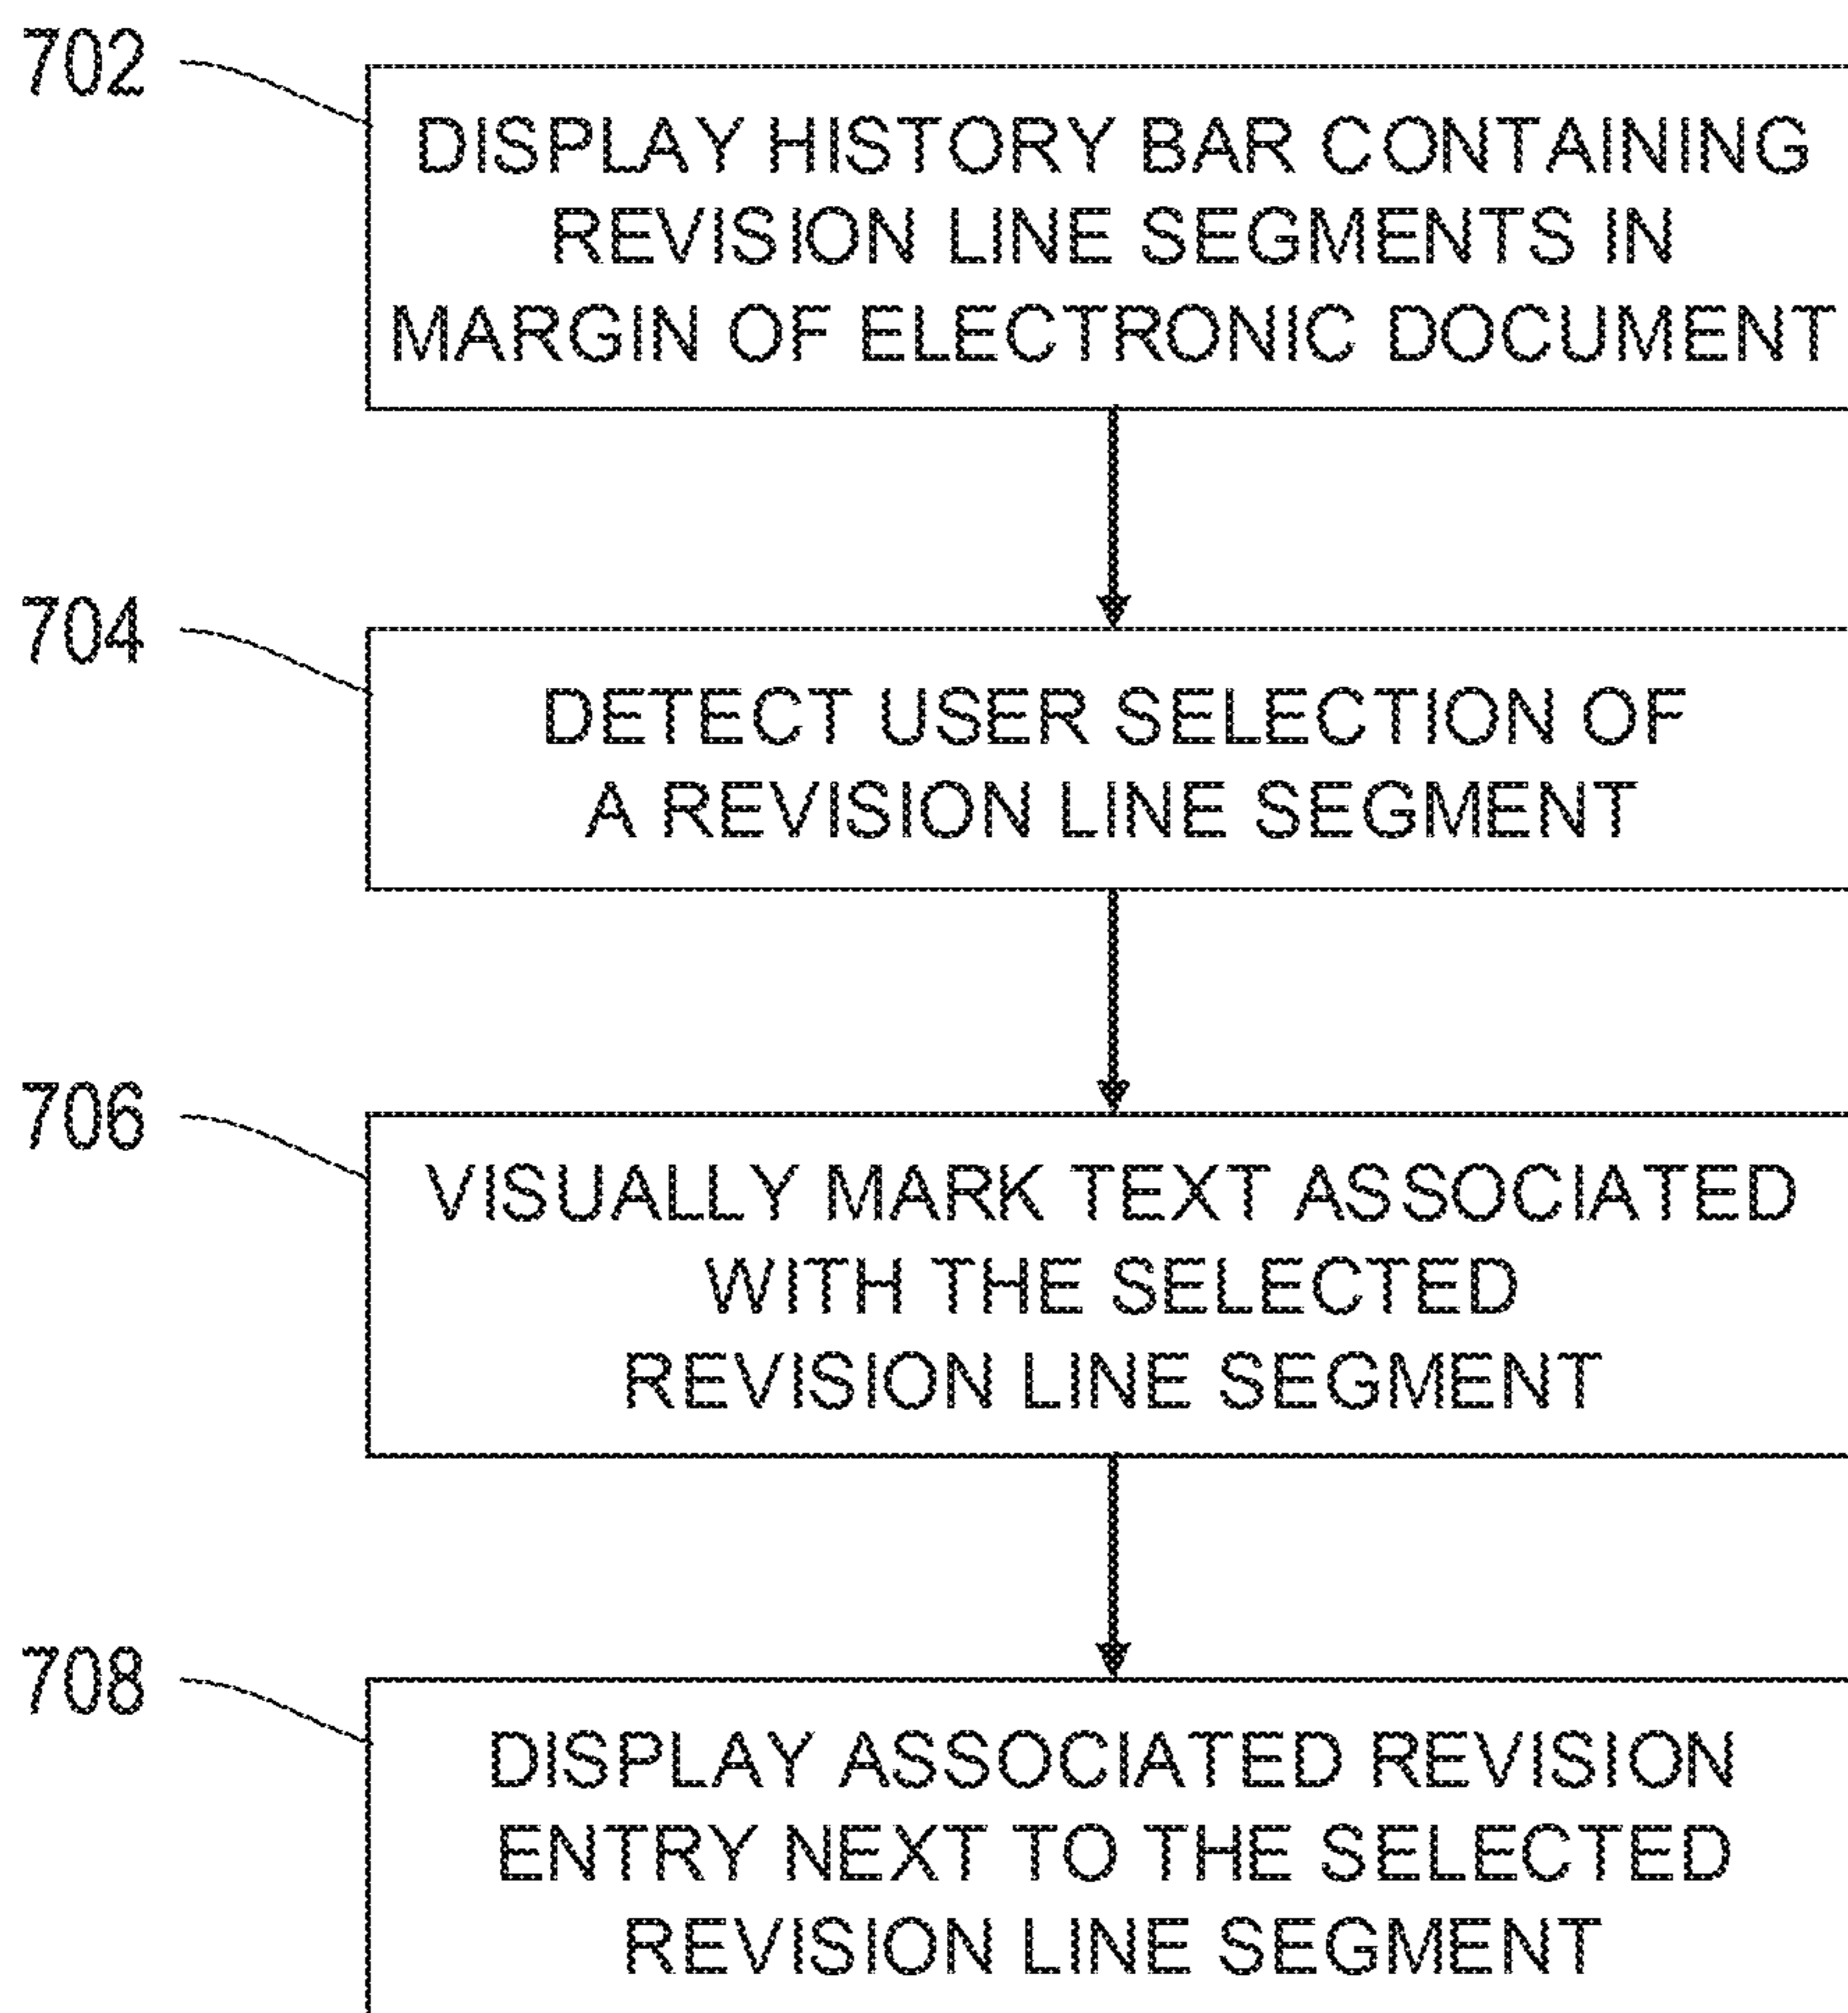 702
DISPLAY HISTORY BAR CONTAINING
REVISION LINE SEGMENTS IN
MARGIN OF ELECTRONIC DOCUMENT
704
DETECT USER SELECTION OF
A REVISION LINE SEGMENT
706
VISUALLY MARK TEXT ASSOCIATED
WITH THE SELECTED
REVISION LINE SEGMENT
708
DISPLAY ASSOCIATED REVISION
ENTRY NEXT TO THE SELECTED
REVISION LINE SEGMENT